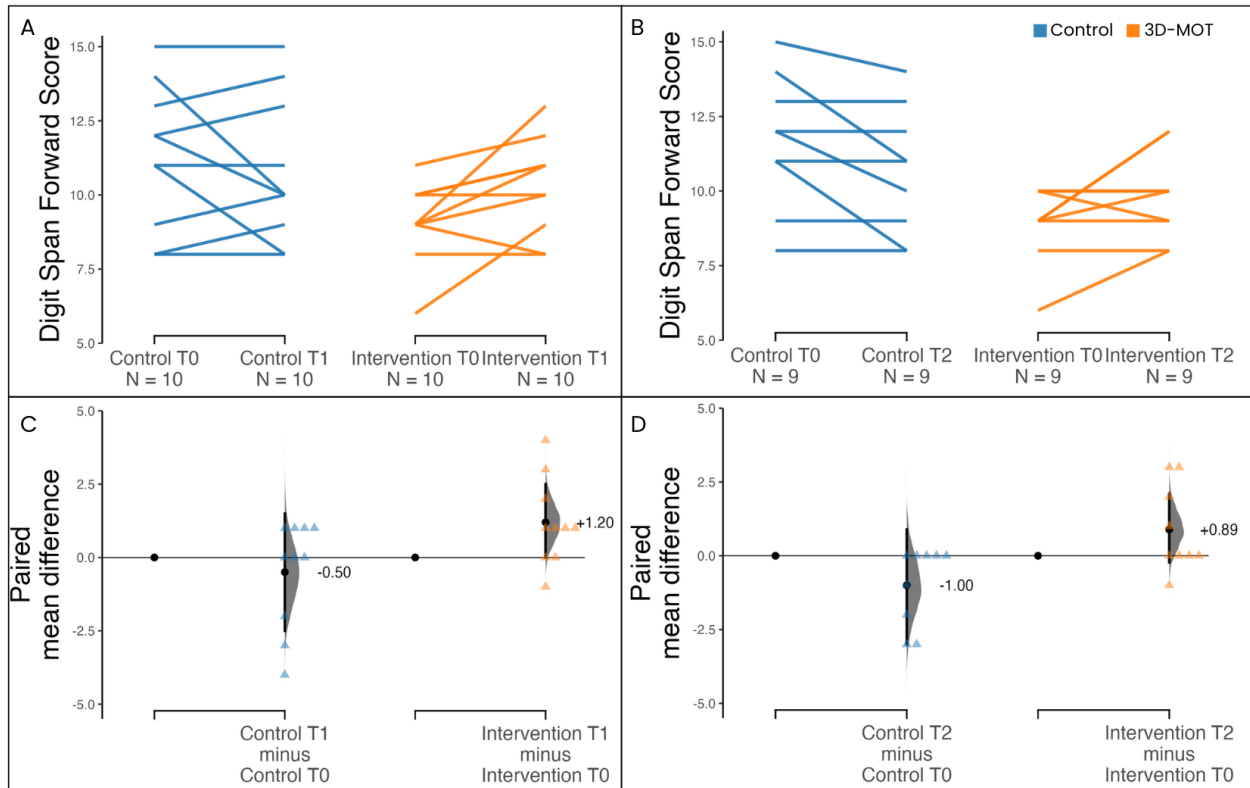 A
Digit Span Forward Score
15.0
12.5
10.0
7.5
5.0
Control T0
N = 10
Control T1
N = 10
Intervention T0
N = 10
Intervention T1
N = 10
B
Control
3D-MOT
Digit Span Forward Score
15.0
12.5
10.0
7.5
5.0
Control T0
N = 9
Control T2
N = 9
Intervention T0
N = 9
Intervention T2
N = 9
C
Paired
mean difference
5.0
2.5
0.0
-2.5
-5.0
-0.50
+1.20
Control T1
minus
Control T0
Intervention T1
minus
Intervention T0
D
Paired
mean difference
5.0
2.5
0.0
-2.5
-5.0
-1.00
+0.89
Control T2
minus
Control T0
Intervention T2
minus
Intervention T0